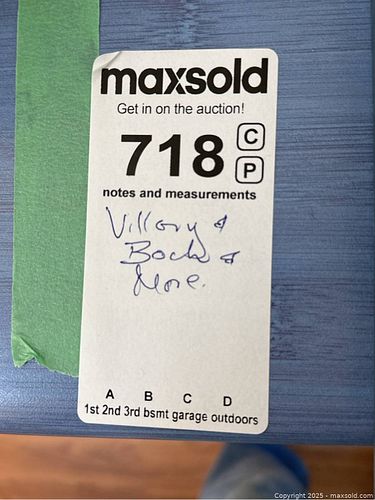 maxsold
Get in on the auction!
718 C
P
notes and measurements
Villory &
Boch &
More.
A B C D
1st 2nd 3rd bsmt garage outdoors
Copyright 2025 - maxsold.com